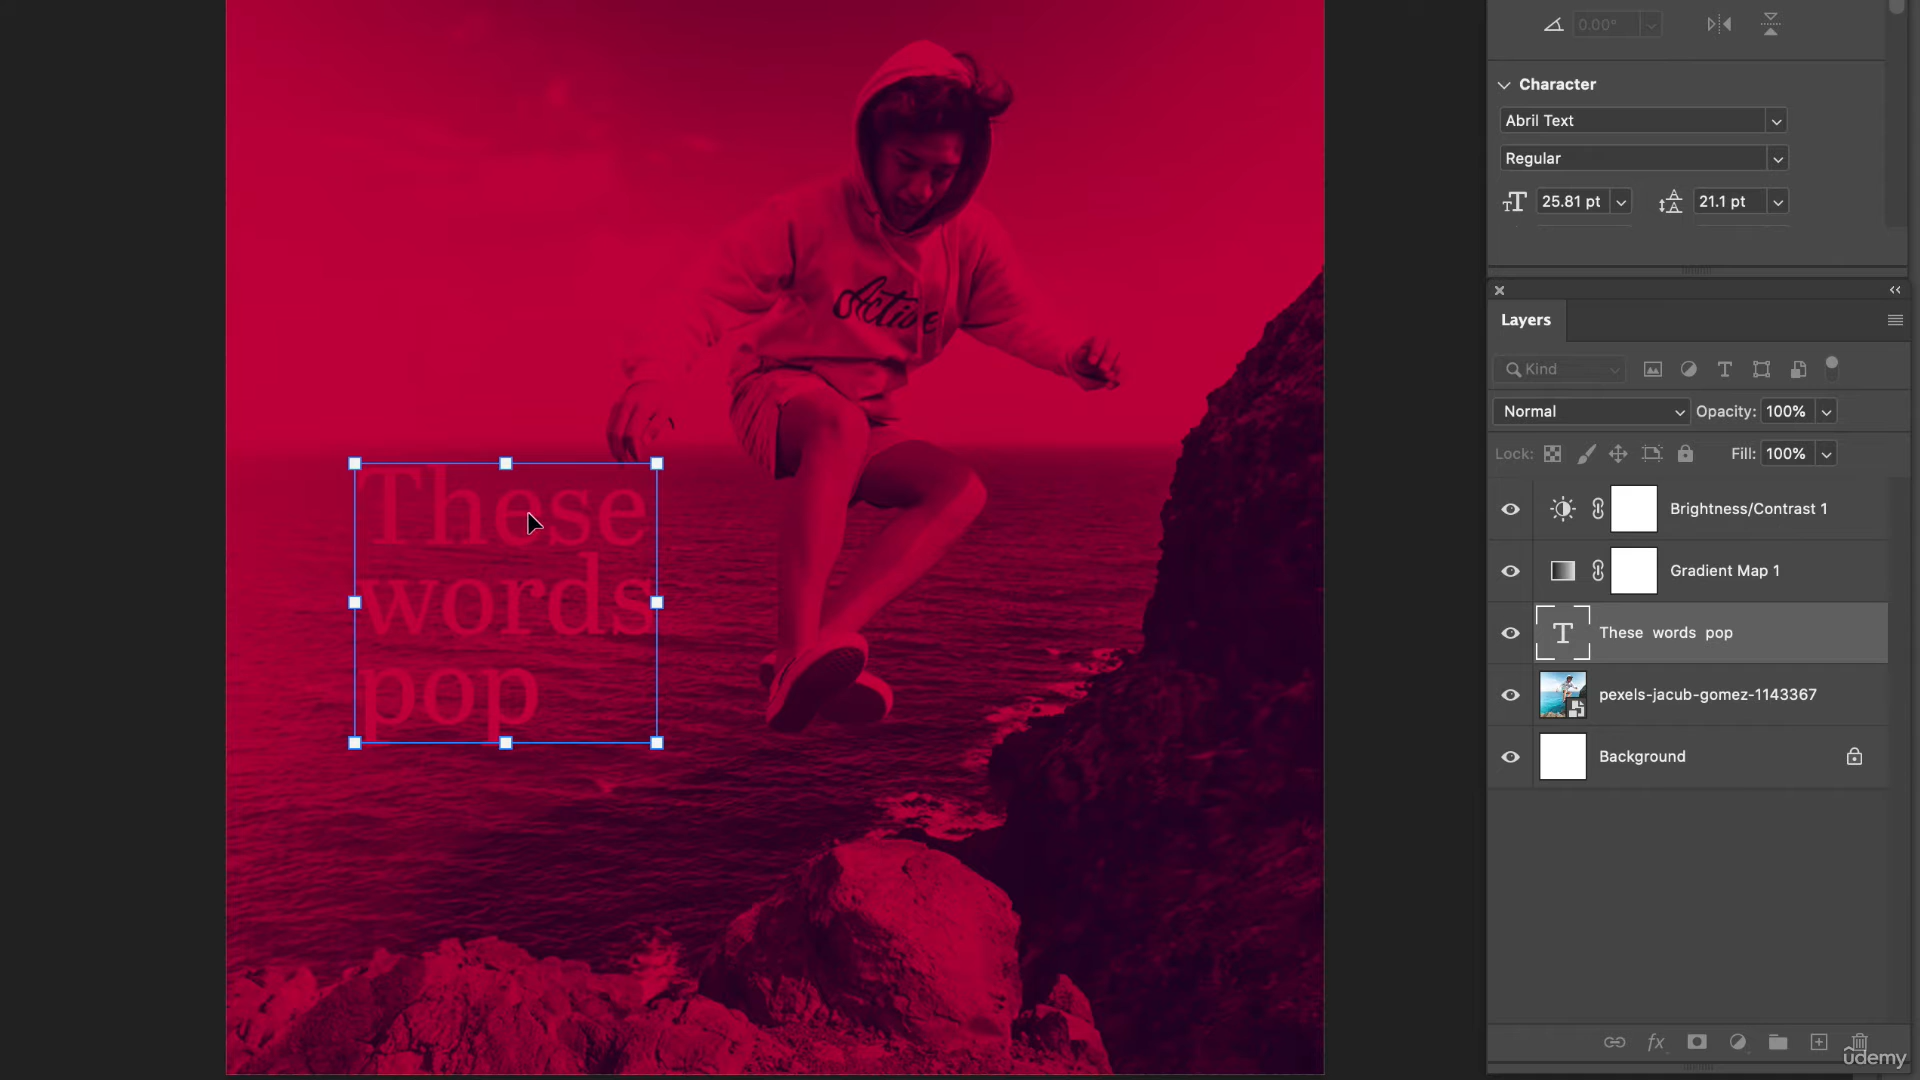 0.00°
Character
Abril Text
Regular
25.81 pt
21.1 pt
Layers
Kind
Normal
Opacity: 100%
Lock:
Fill: 100%
Brightness/Contrast 1
Gradient Map 1
T
These words pop
pexels-jacub-gomez-1143367
Background
fx
Active
These
words
pop
udemy